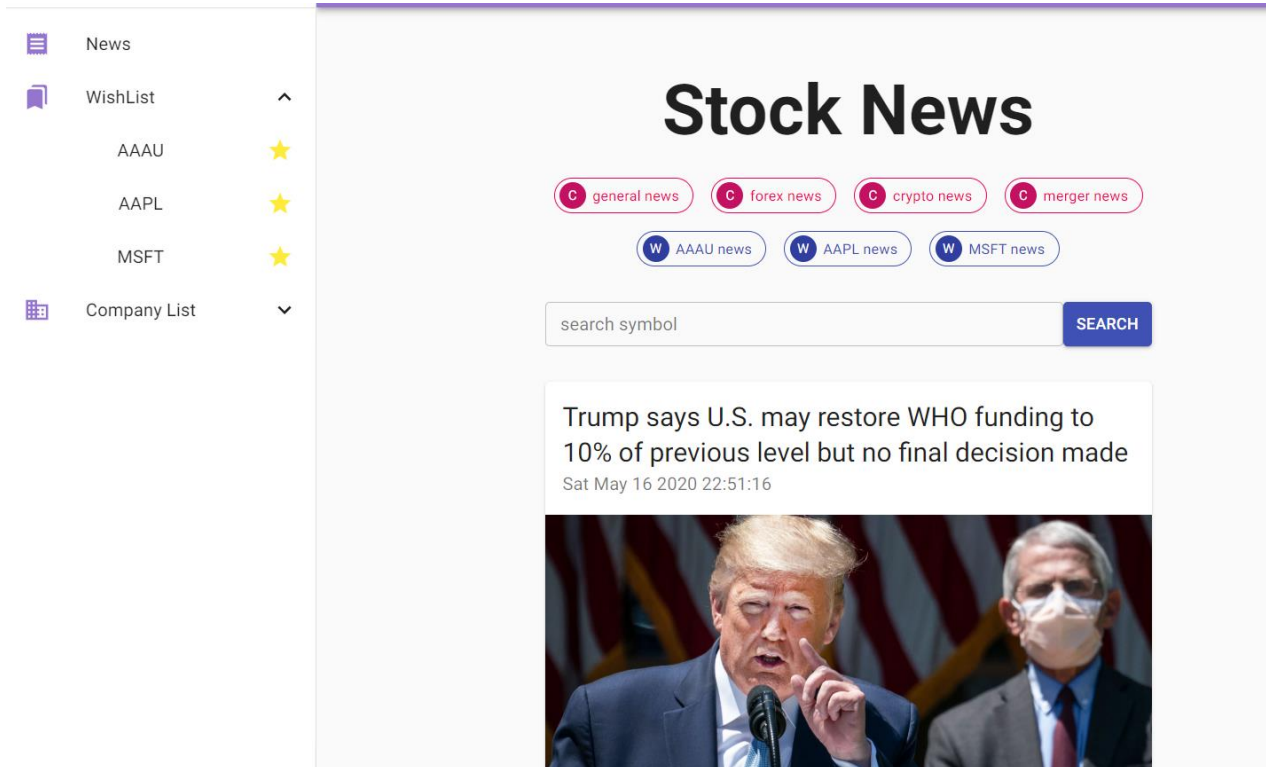 News
WishList
AAAU
AAPL
MSFT
Company List
Stock News
C general news C forex news C crypto news C merger news
W AAAU news W AAPL news W MSFT news
search symbol SEARCH
Trump says U.S. may restore WHO funding to
10% of previous level but no final decision made
Sat May 16 2020 22:51:16